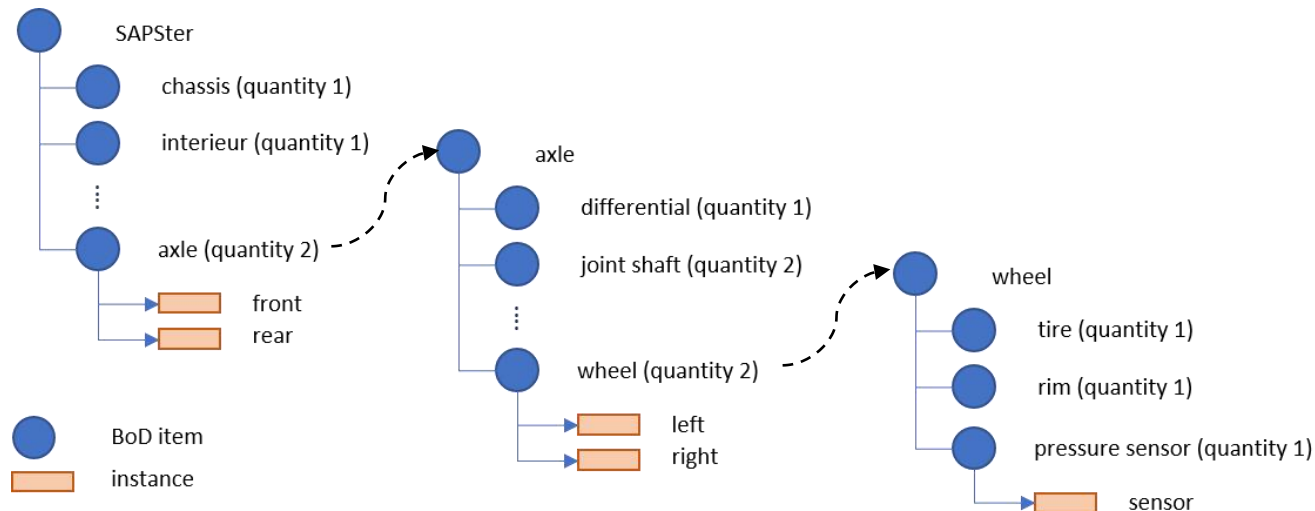 SAPSter
chassis (quantity 1)
interieur (quantity 1)
axle (quantity 2)
front
rear
axle
differential (quantity 1)
joint shaft (quantity 2)
wheel (quantity 2)
left
right
wheel
tire (quantity 1)
rim (quantity 1)
pressure sensor (quantity 1)
sensor
BoD item
instance